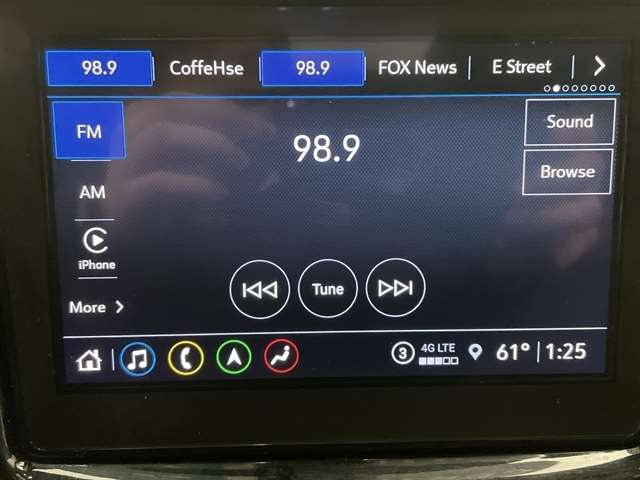 98.9 CoffeHse 98.9 FOX News E Street
FM
98.9
Sound
Browse
AM
iPhone
Tune
More
3 4G LTE 61° 1:25